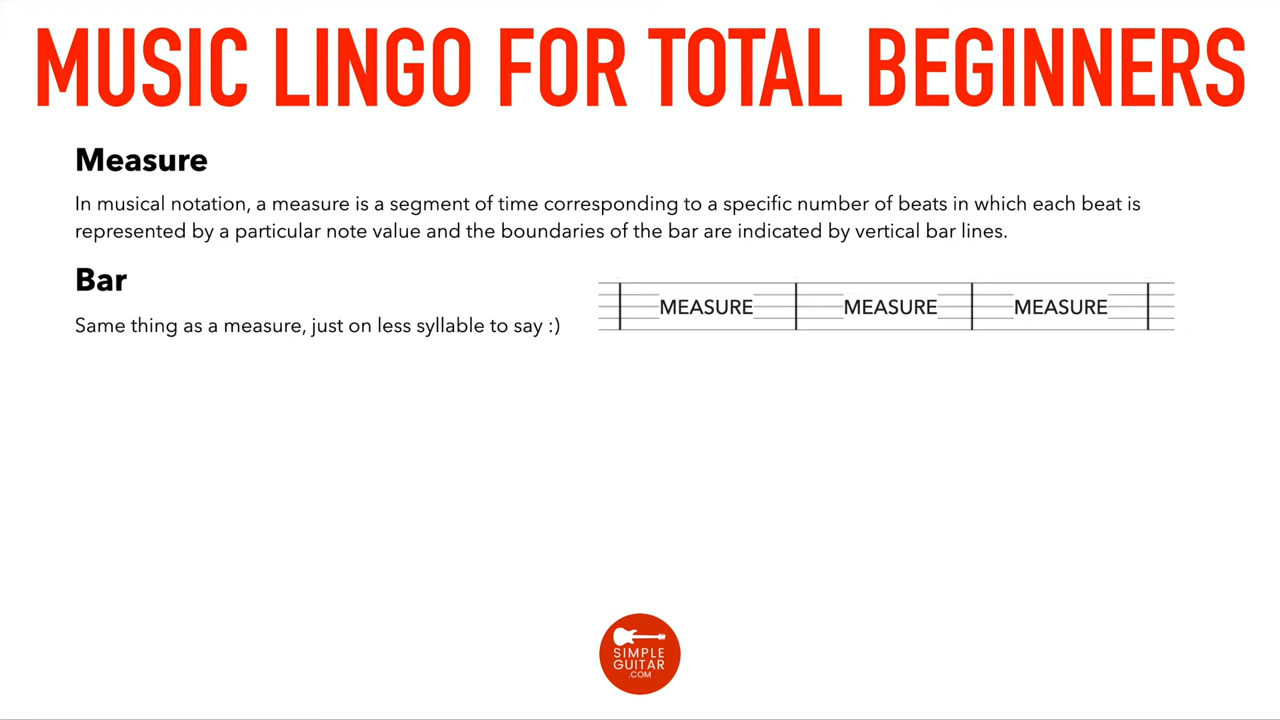 MUSIC LINGO FOR TOTAL BEGINNERS
Measure
In musical notation, a measure is a segment of time corresponding to a specific number of beats in which each beat is
represented by a particular note value and the boundaries of the bar are indicated by vertical bar lines.
Bar
Same thing as a measure, just on less syllable to say :)
MEASURE MEASURE MEASURE
SIMPLE
GUITAR
.COM